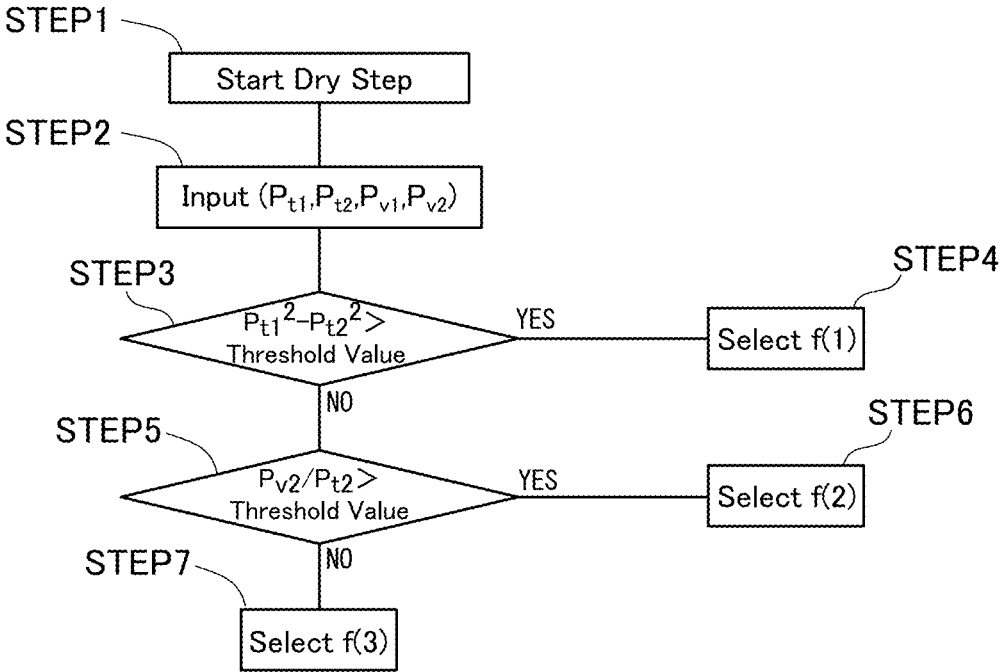 STEP1
Start Dry Step
STEP2
Input (Pt1,Pt2,Pv1,Pv2)
STEP3
STEP4
Pt1²−Pt2²>
Threshold Value
YES
Select f(1)
NO
STEP5
STEP6
Pv2/Pt2>
Threshold Value
YES
Select f(2)
NO
STEP7
Select f(3)